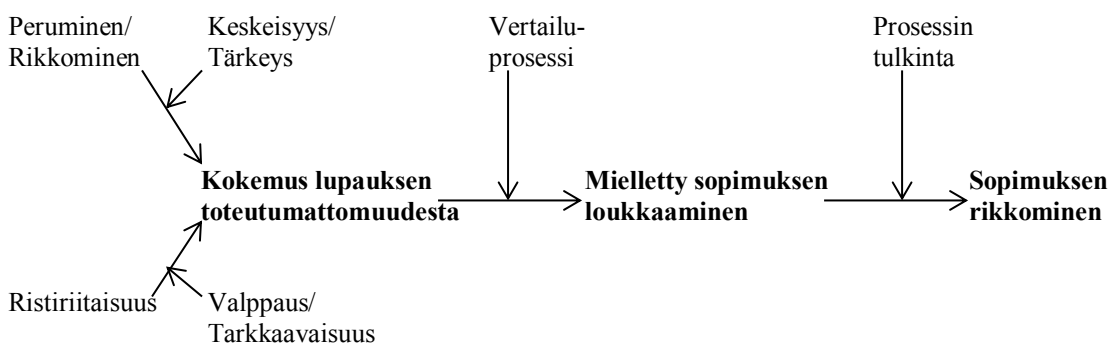 Peruminen/
Rikkominen
Keskeisyys/
Tärkeys
Vertailu-
prosessi
Prosessin
tulkinta
Kokemus lupauksen
toteutumattomuudesta
Mielletty sopimuksen
loukkaaminen
Sopimuksen
rikkominen
Ristiriitaisuus
Valppaus/
Tarkkaavaisuus